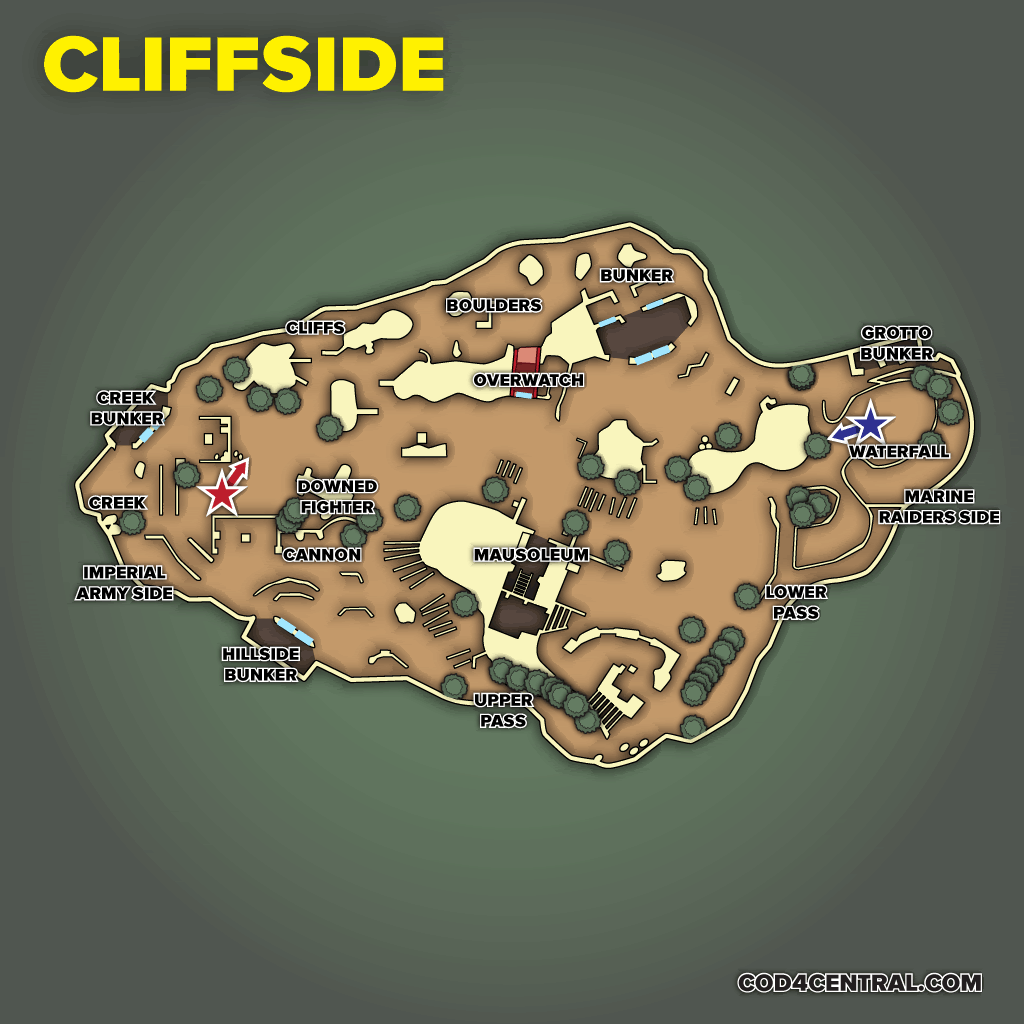 CLIFFSIDE
BUNKER
BOULDERS
CLIFFS
GROTTO
BUNKER
OVERWATCH
CREEK
BUNKER
WATERFALL
DOWNED
FIGHTER
CREEK
MARINE
RAIDERS SIDE
CANNON
MAUSOLEUM
IMPERIAL
ARMY SIDE
LOWER
PASS
HILLSIDE
BUNKER
UPPER
PASS
COD4CENTRAL.COM